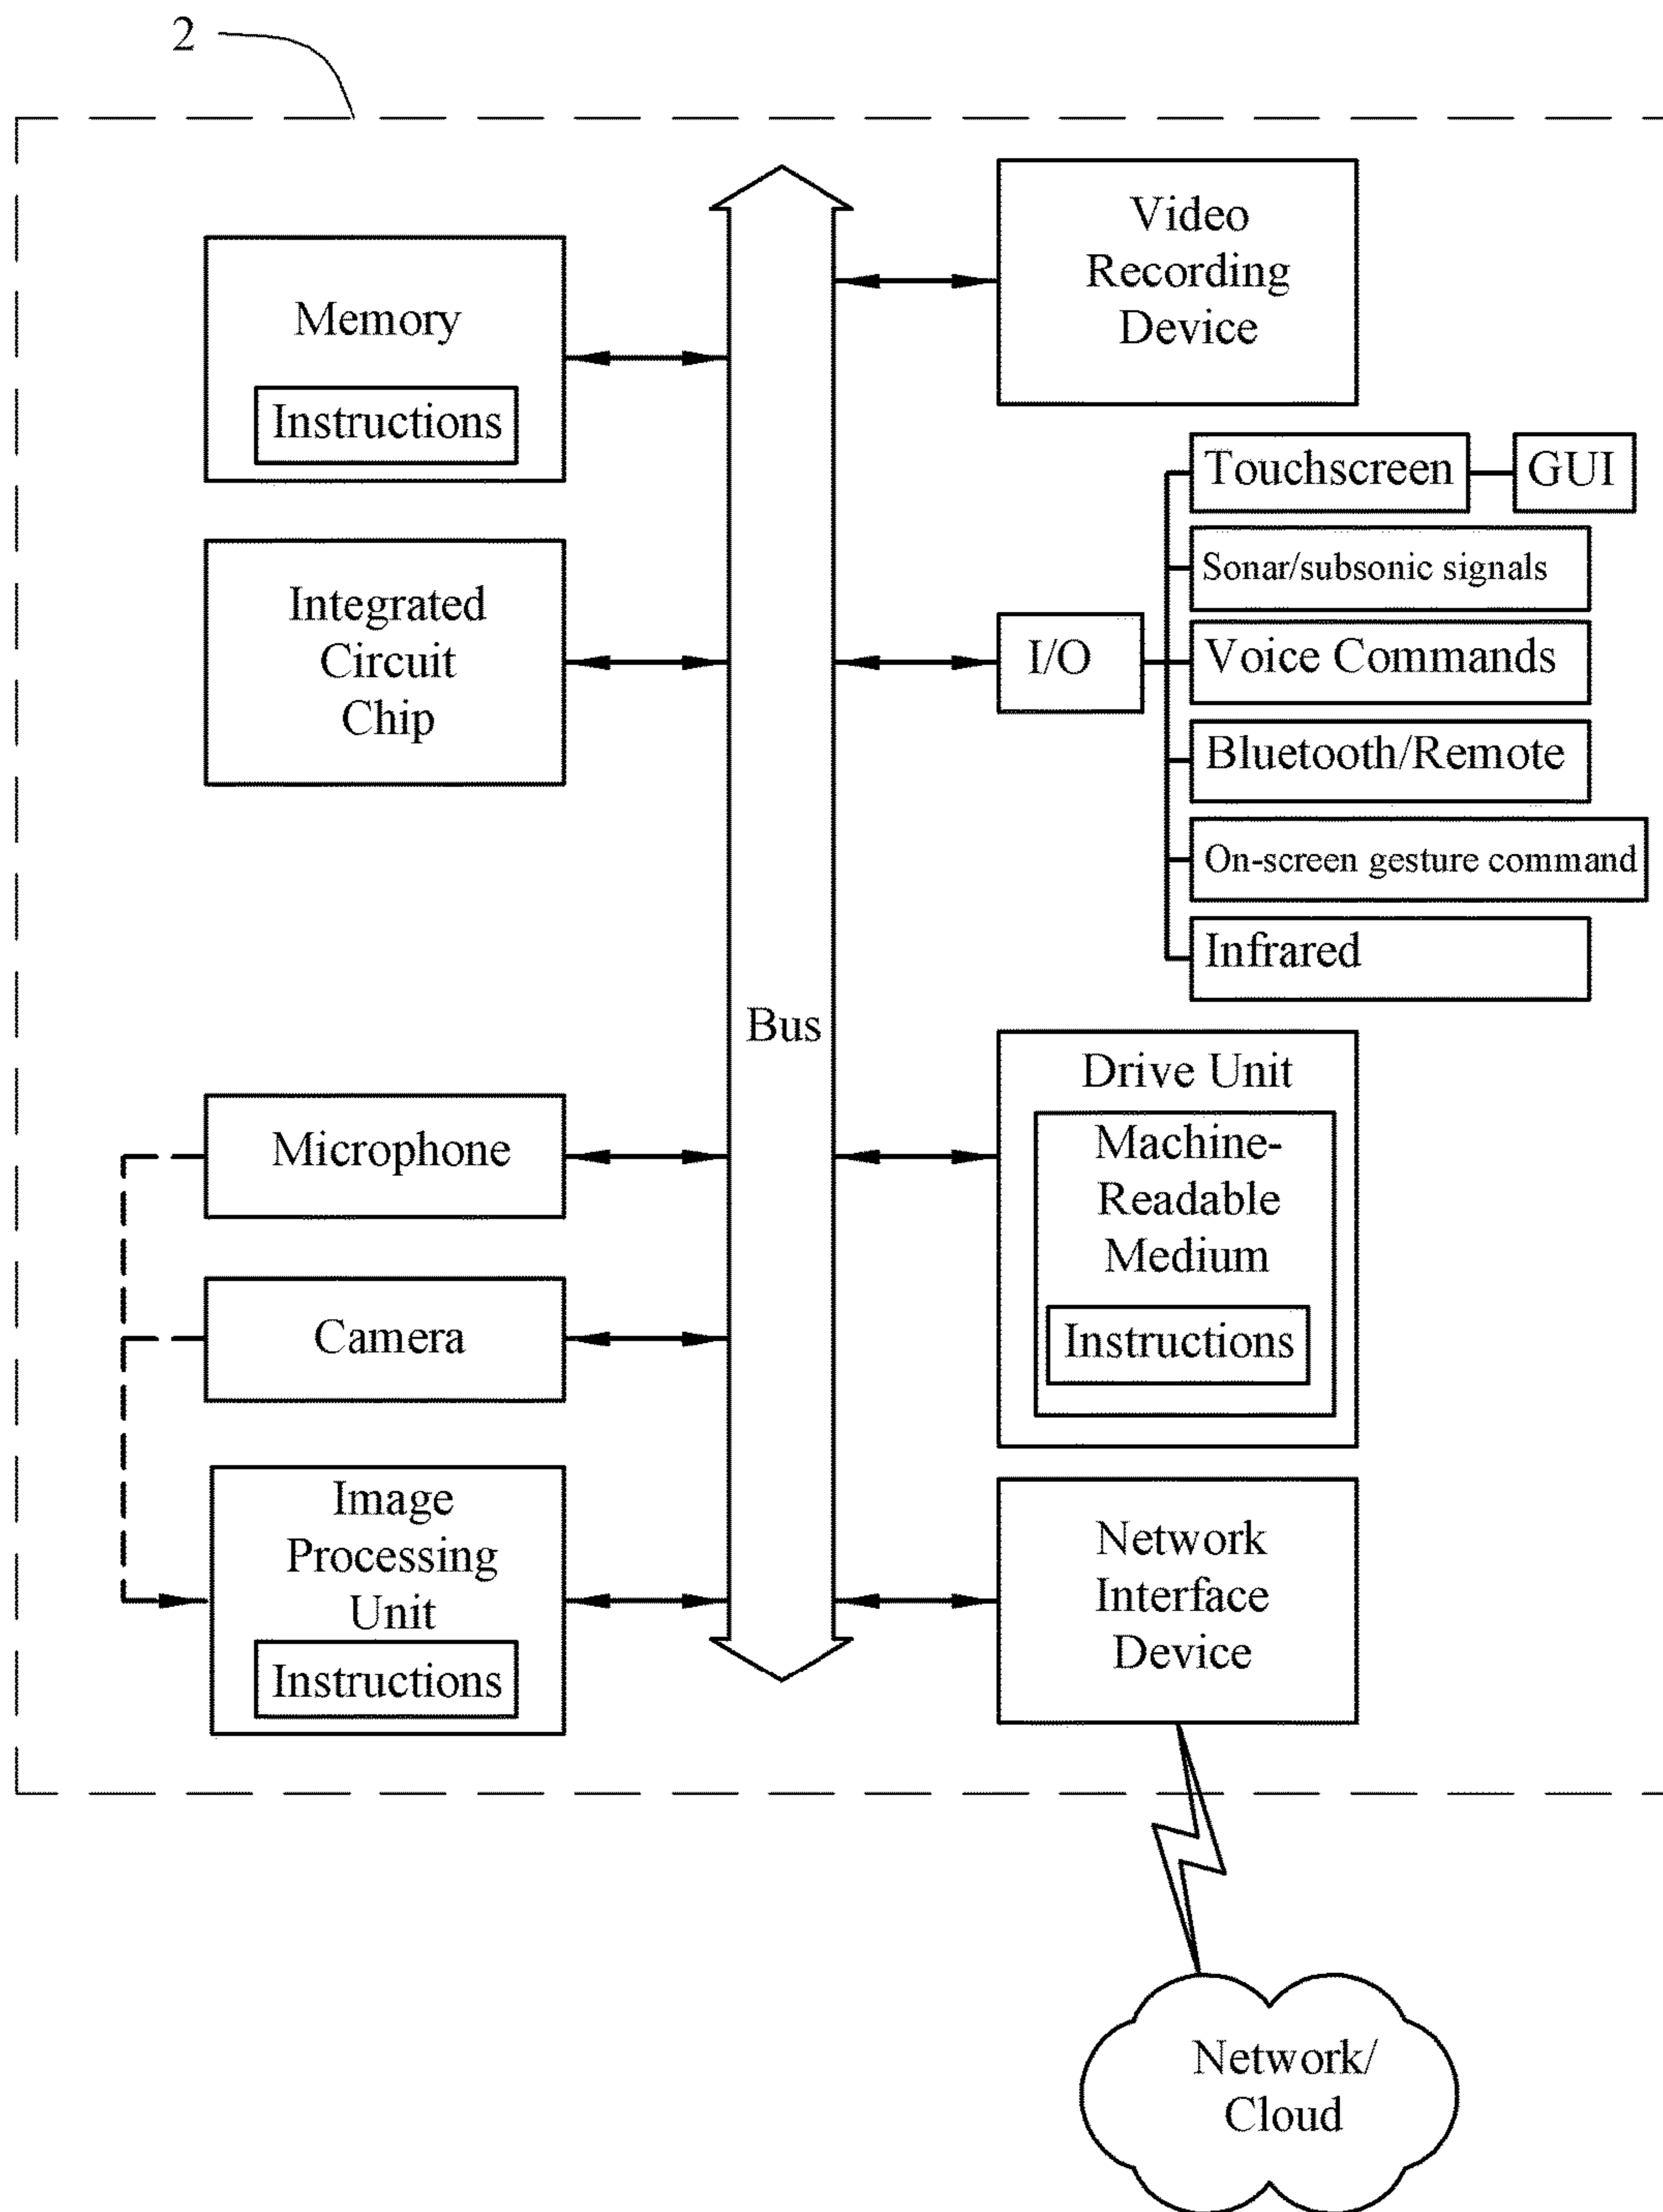 2
Memory
Instructions
Integrated
Circuit
Chip
Microphone
Camera
Image
Processing
Unit
Instructions
Bus
Video
Recording
Device
I/O
Touchscreen
GUI
Sonar/subsonic signals
Voice Commands
Bluetooth/Remote
On-screen gesture command
Infrared
Drive Unit
Machine-
Readable
Medium
Instructions
Network
Interface
Device
Network/
Cloud